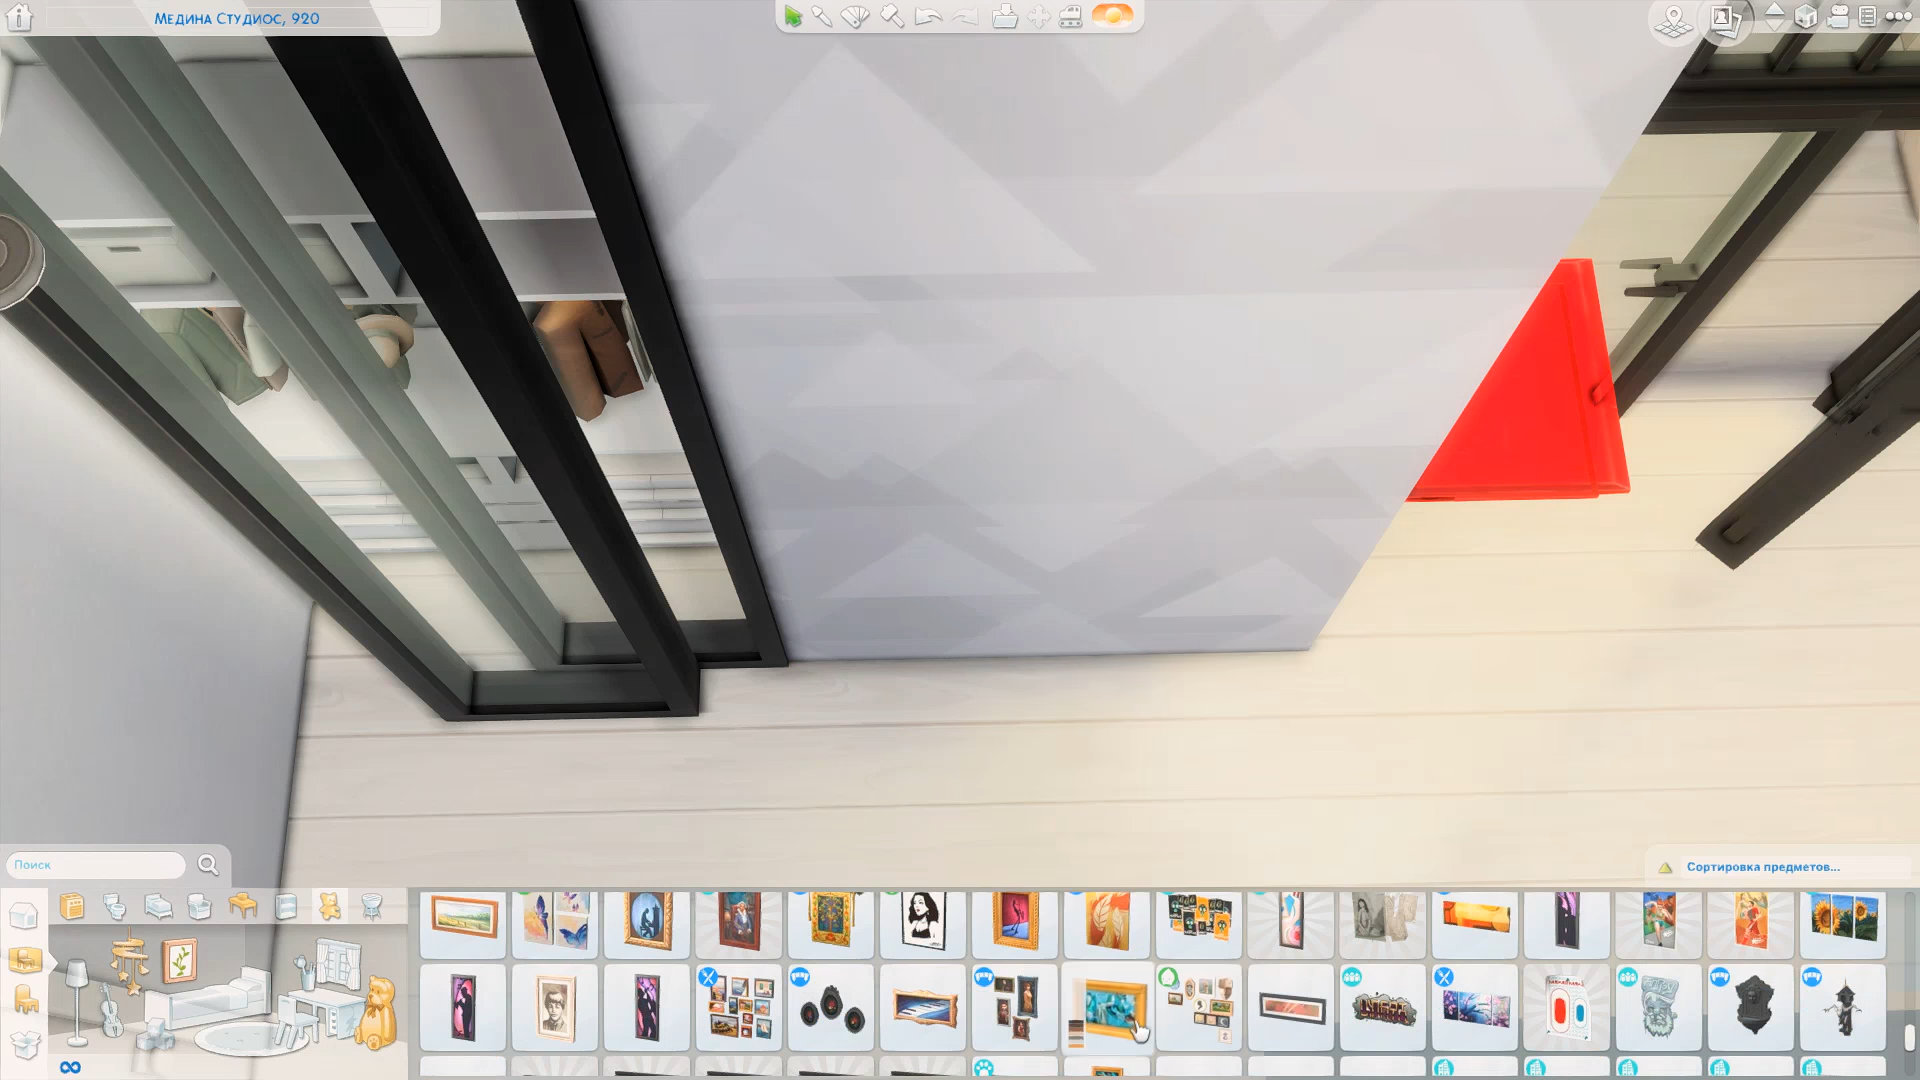 Медина Студиос, 920
Поиск
Сортировка предметов...